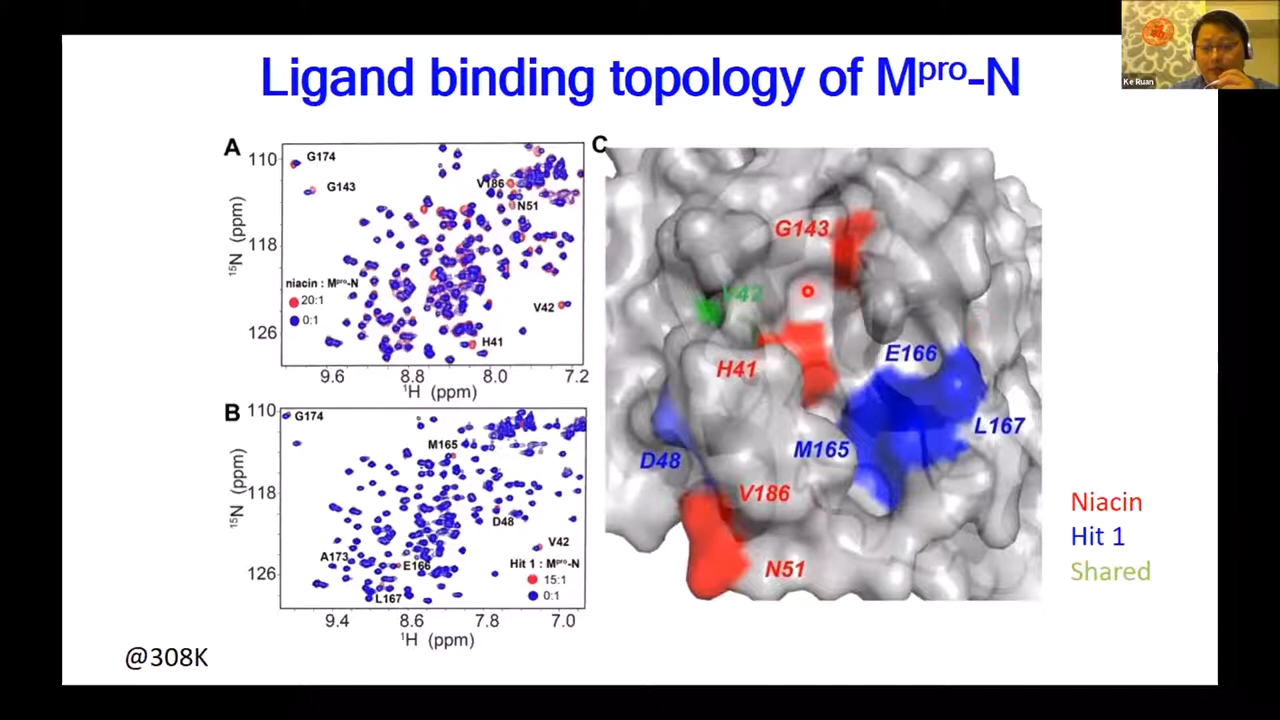 Ke Ruan
Ligand binding topology of Mᵖʳᵒ-N
A
110
118
126
¹⁵N (ppm)
G174
G143
V186
N51
niacin : Mᵖʳᵒ-N
20:1
0:1
V42
H41
9.6 8.8 8.0 7.2
¹H (ppm)
B
110
118
126
¹⁵N (ppm)
G174
M165
D48
V42
A173
E166
L167
Hit 1 : Mᵖʳᵒ-N
15:1
0:1
9.4 8.6 7.8 7.0
¹H (ppm)
C
G143
V42
H41
E166
L167
M165
D48
V186
N51
Niacin
Hit 1
Shared
@308K